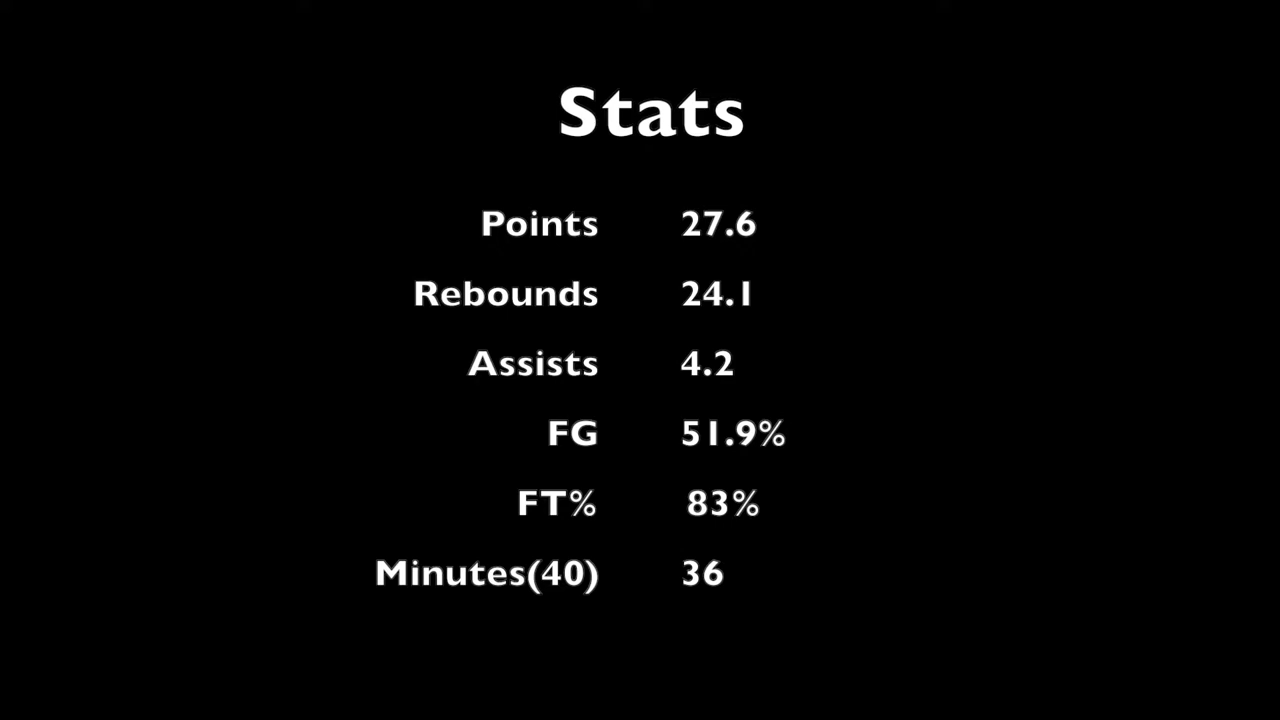 Stats
Points 27.6
Rebounds 24.1
Assists 4.2
FG 51.9%
FT% 83%
Minutes(40) 36